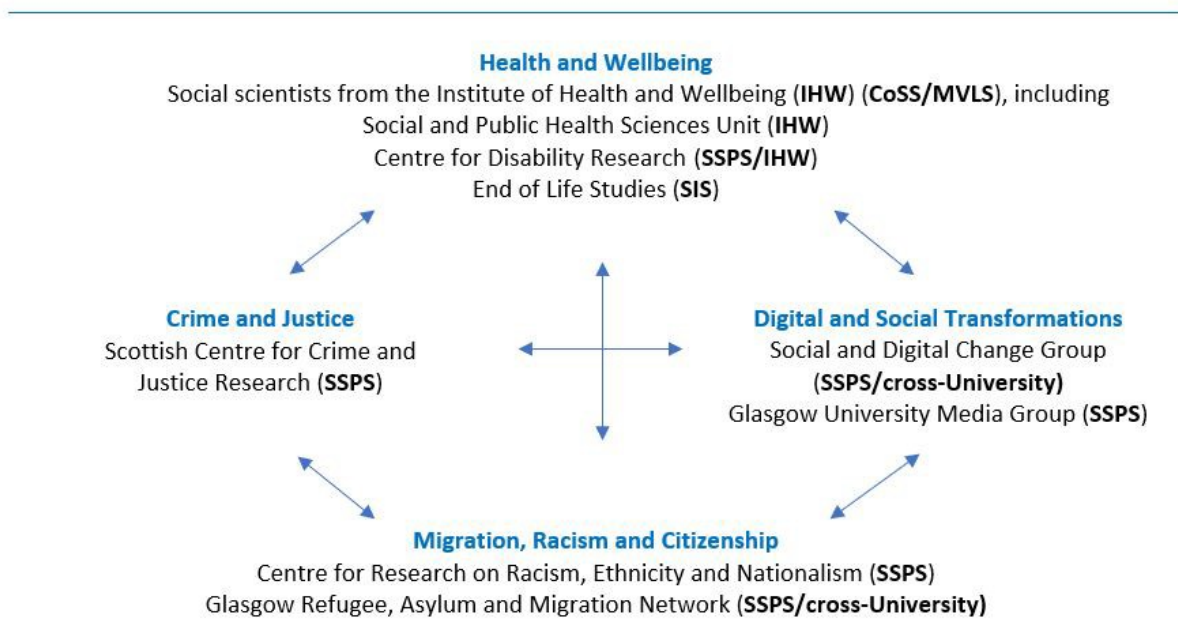 Health and Wellbeing
Social scientists from the Institute of Health and Wellbeing (IHW) (CoSS/MVLS), including
Social and Public Health Sciences Unit (IHW)
Centre for Disability Research (SSPS/IHW)
End of Life Studies (SIS)
Crime and Justice
Scottish Centre for Crime and
Justice Research (SSPS)
Digital and Social Transformations
Social and Digital Change Group
(SSPS/cross-University)
Glasgow University Media Group (SSPS)
Migration, Racism and Citizenship
Centre for Research on Racism, Ethnicity and Nationalism (SSPS)
Glasgow Refugee, Asylum and Migration Network (SSPS/cross-University)